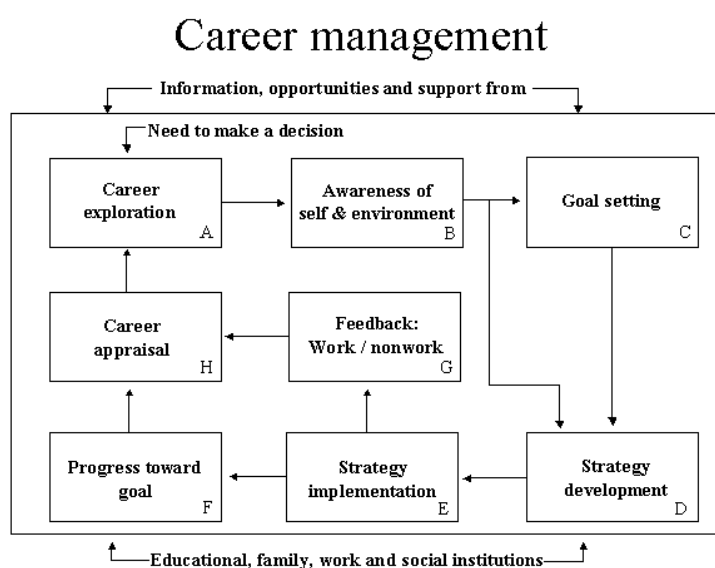 Career management
Information, opportunities and support from
Need to make a decision
Career
exploration
A
Awareness of
self & environment
B
Goal setting
C
Career
appraisal
H
Feedback:
Work / nonwork
G
Progress toward
goal
F
Strategy
implementation
E
Strategy
development
D
Educational, family, work and social institutions